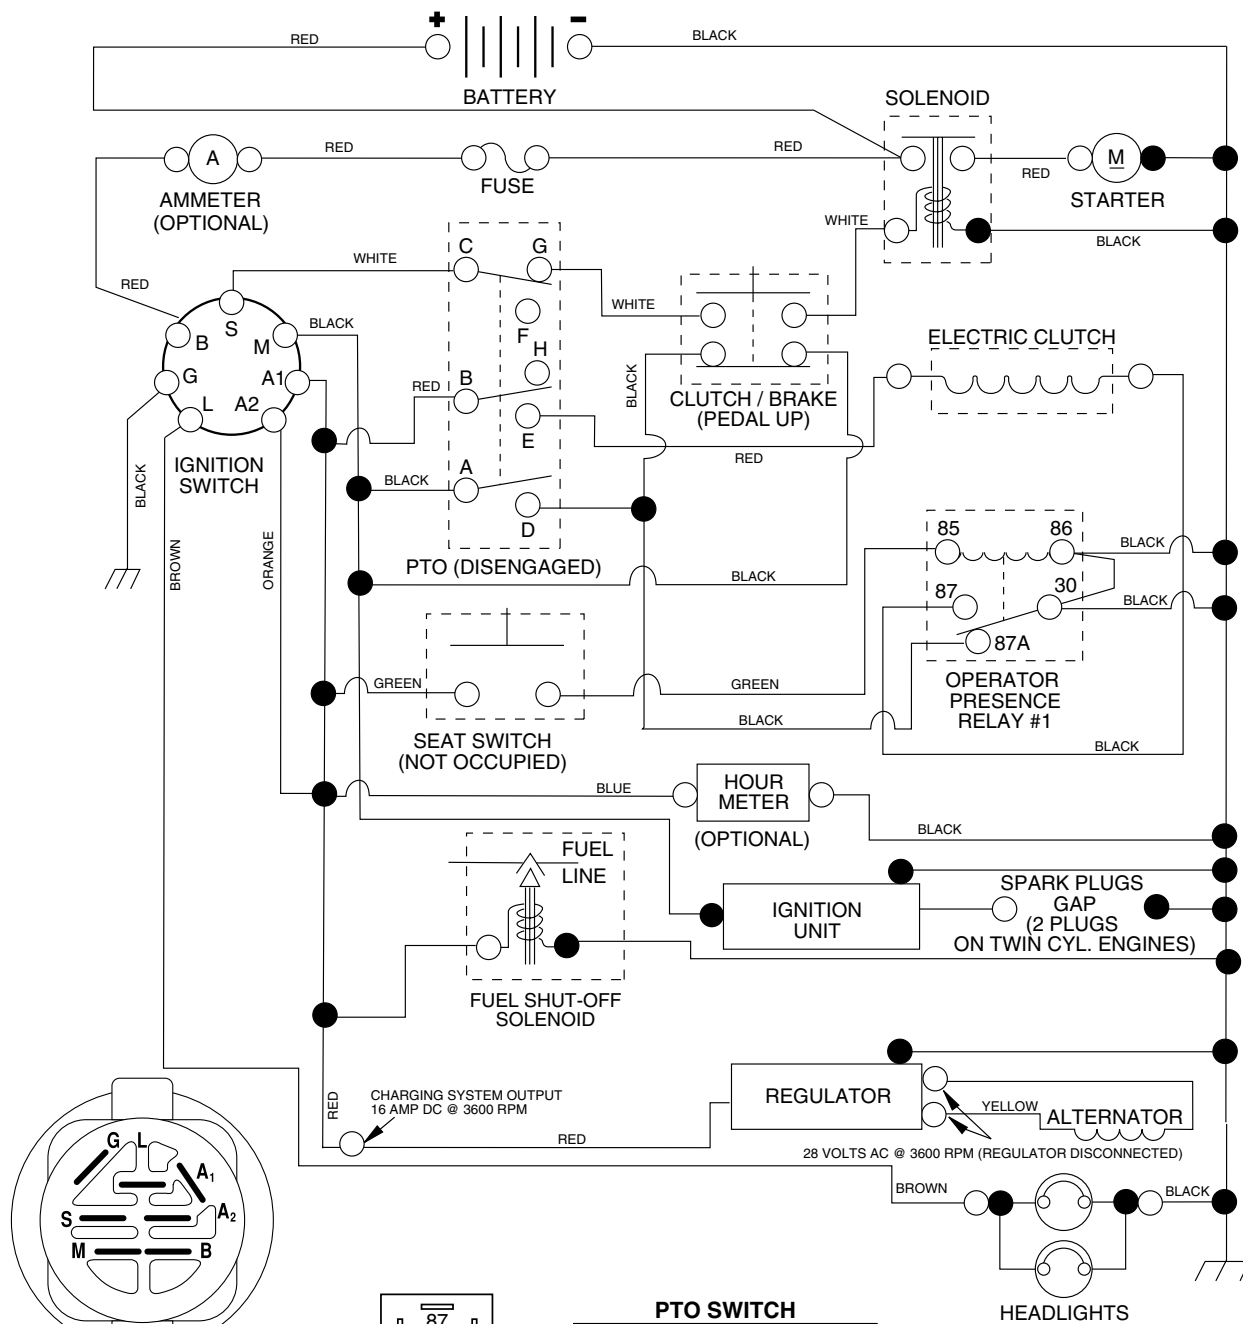 +
-
RED
BLACK
BATTERY
SOLENOID
A
RED
RED
M
AMMETER
(OPTIONAL)
FUSE
RED
STARTER
WHITE
BLACK
C
G
WHITE
RED
WHITE
S
BLACK
F
B
M
H
ELECTRIC CLUTCH
G
A1
B
RED
BLACK
CLUTCH / BRAKE
(PEDAL UP)
L
A2
E
RED
IGNITION
SWITCH
A
BLACK
BLACK
D
BROWN
ORANGE
85
86
BLACK
PTO (DISENGAGED)
BLACK
87
30
BLACK
87A
GREEN
GREEN
OPERATOR
PRESENCE
RELAY #1
BLACK
SEAT SWITCH
(NOT OCCUPIED)
BLACK
BLUE
HOUR
METER
(OPTIONAL)
BLACK
FUEL
LINE
SPARK PLUGS
GAP
(2 PLUGS
ON TWIN CYL. ENGINES)
IGNITION
UNIT
FUEL SHUT-OFF
SOLENOID
RED
CHARGING SYSTEM OUTPUT
16 AMP DC @ 3600 RPM
REGULATOR
YELLOW
ALTERNATOR
RED
28 VOLTS AC @ 3600 RPM (REGULATOR DISCONNECTED)
G
L
A1
BROWN
BLACK
S
A2
M
B
HEADLIGHTS
87
PTO SWITCH